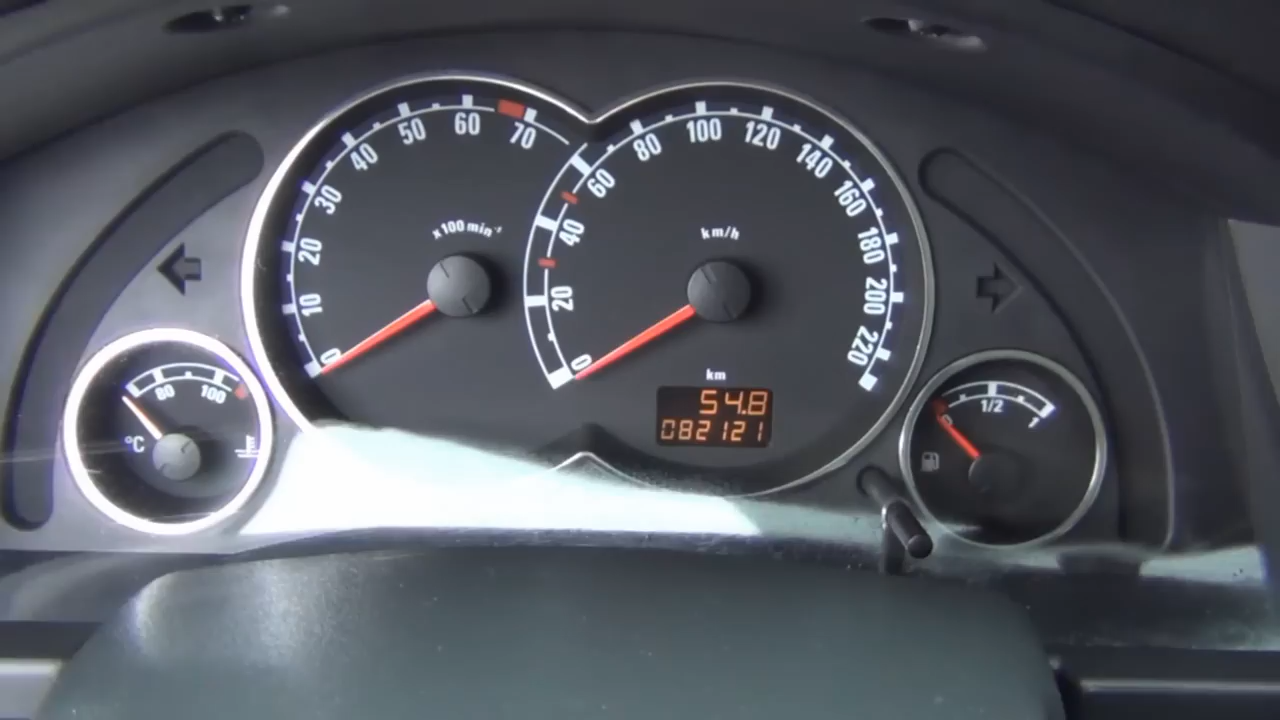 10 20 30 40 50 60 70
x100 min⁻¹
0
0 20 40 60 80 100 120 140 160 180 200 220
km/h
km
54.8
082121
80 100
°C
0 1/2 1